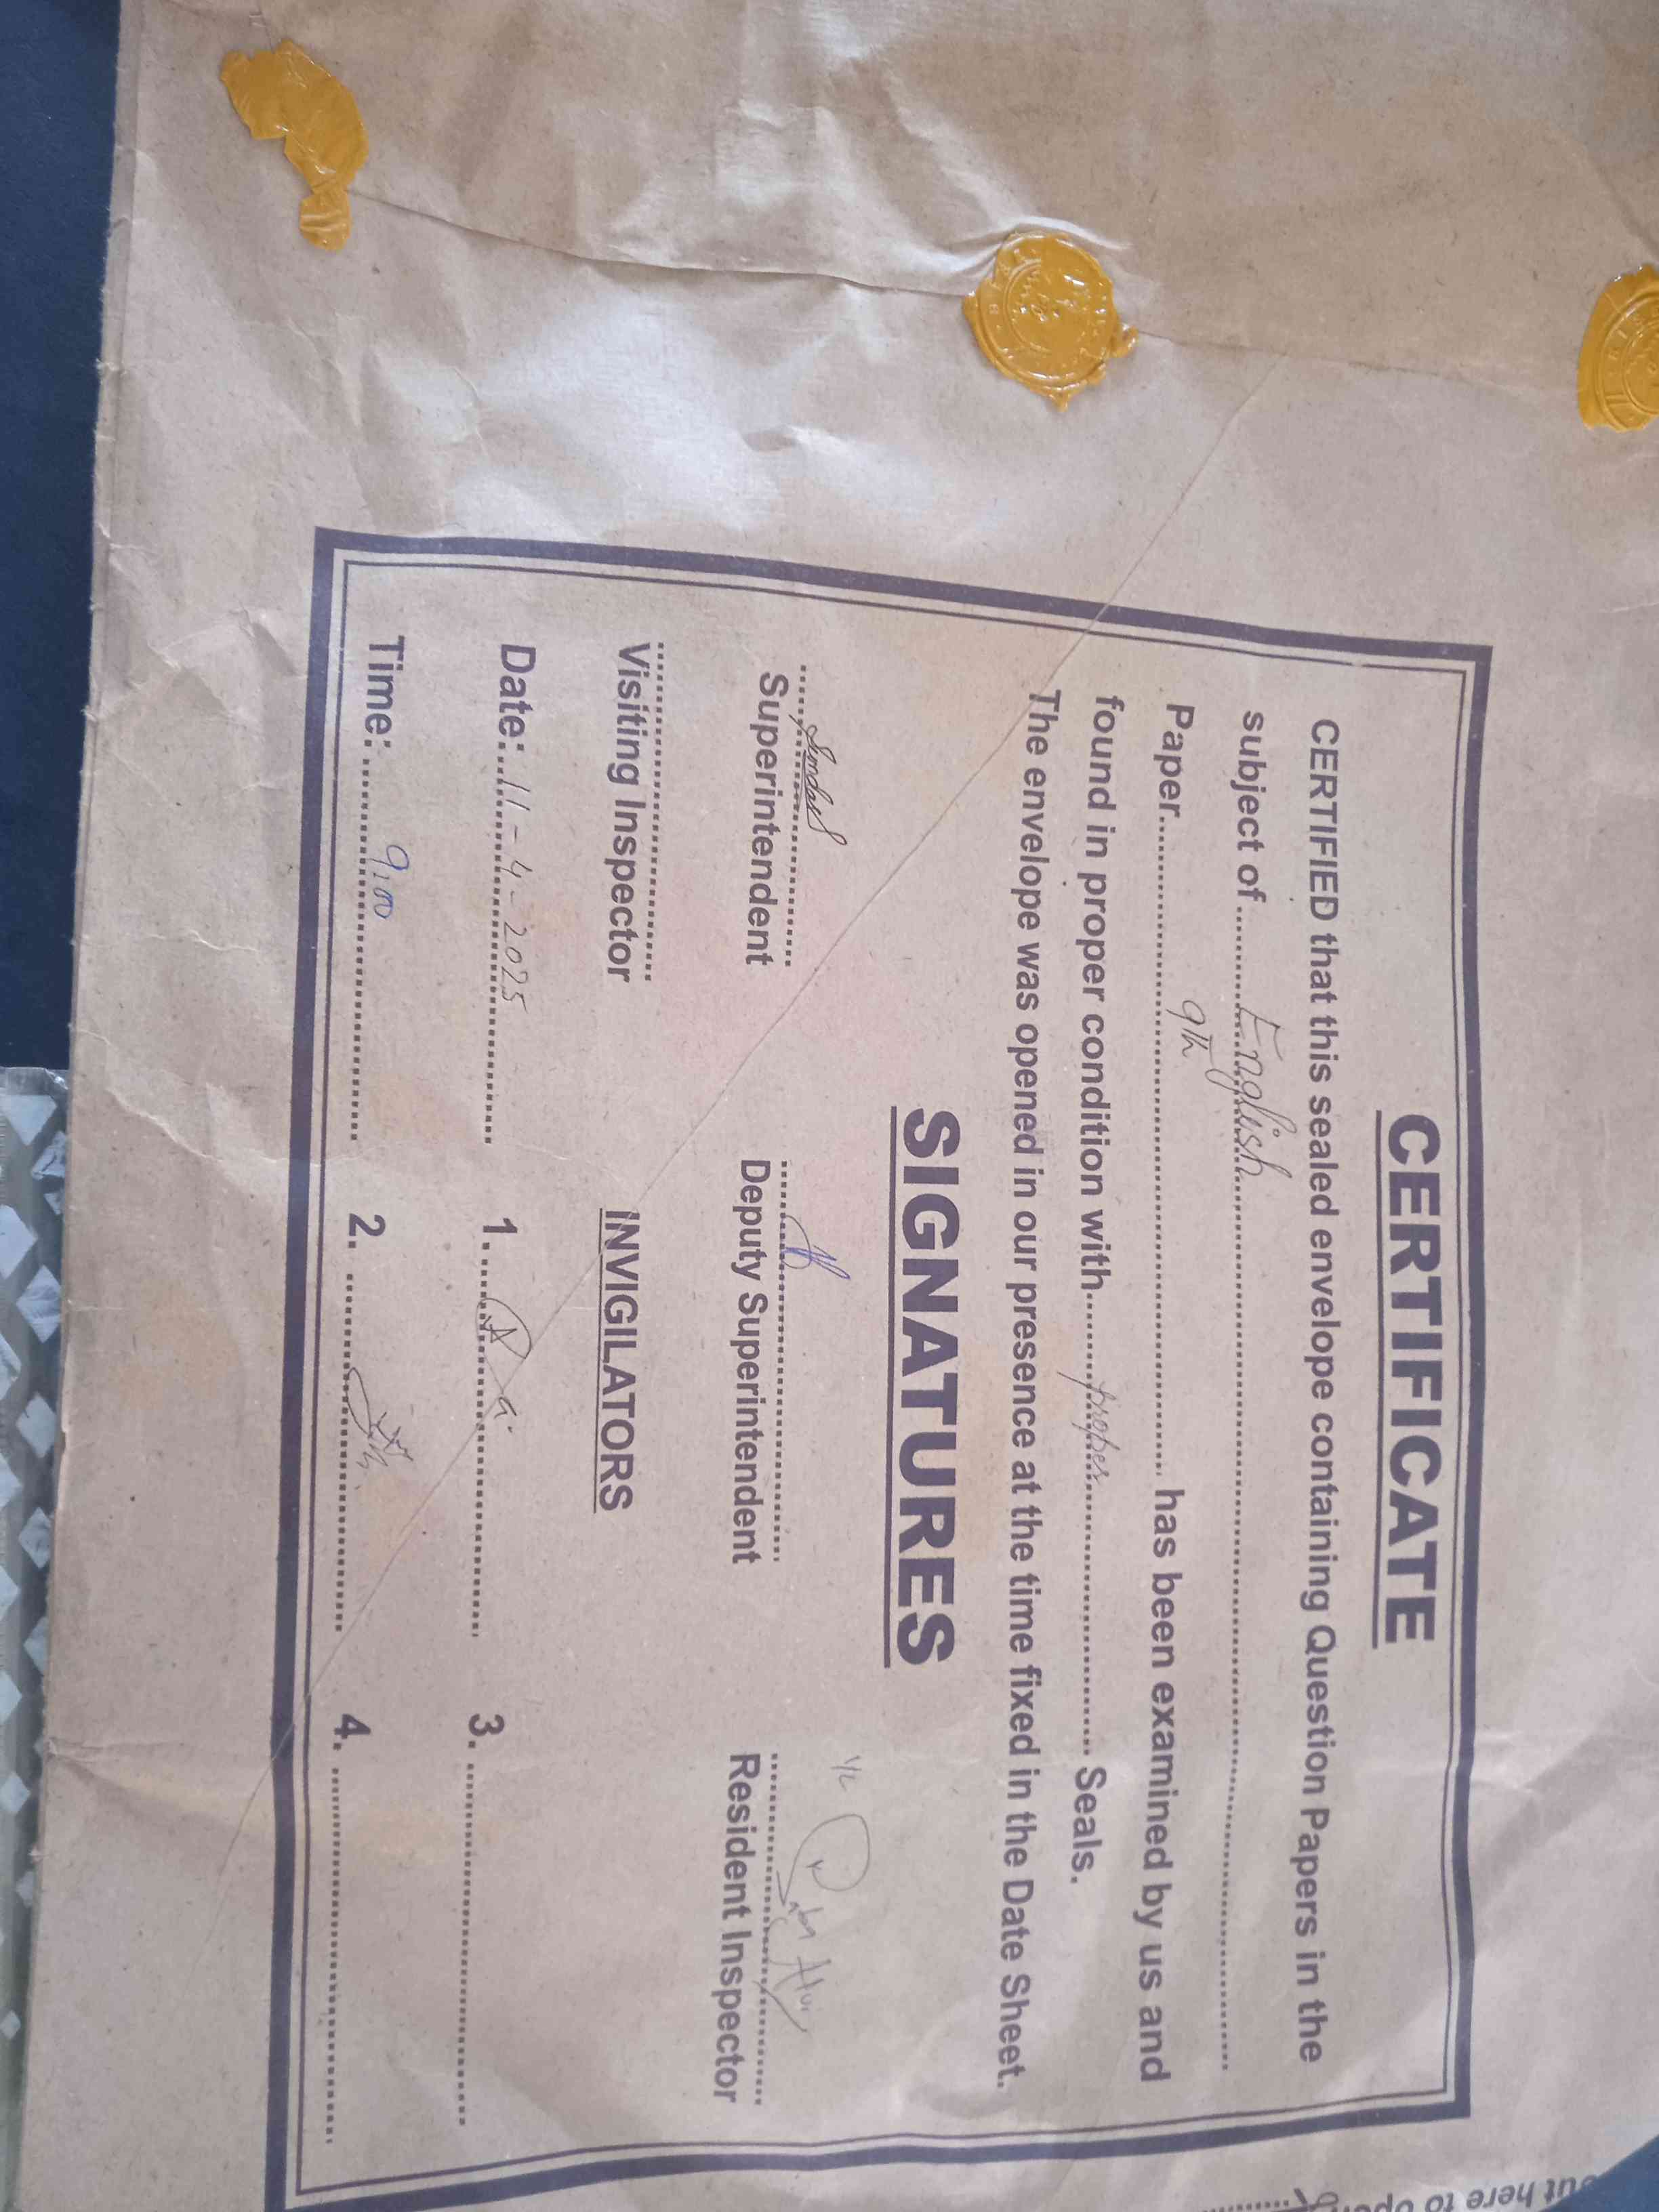 CERTIFICATE
CERTIFIED that this sealed envelope containing Question Papers in the
subject of ..... English .....
Paper ..... 9th ..... has been examined by us and
found in proper condition with ..... proper ..... Seals.
The envelope was opened in our presence at the time fixed in the Date Sheet.
SIGNATURES
Superintendent Deputy Superintendent Resident Inspector
Visiting Inspector INVIGILATORS
Date: 11-4-2025 1. 3.
Time: 9:00 2. 4.
here to